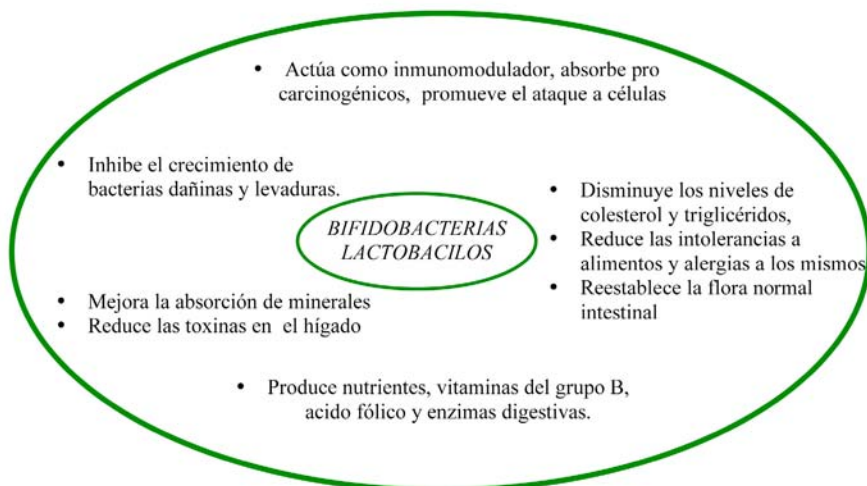 • Actúa como inmunomodulador, absorbe pro
carcinogénicos, promueve el ataque a células
• Inhibe el crecimiento de
bacterias dañinas y levaduras.
BIFIDOBACTERIAS
LACTOBACILOS
• Disminuye los niveles de
colesterol y triglicéridos,
• Reduce las intolerancias a
alimentos y alergias a los mismos
• Reestablece la flora normal
intestinal
• Mejora la absorción de minerales
• Reduce las toxinas en el hígado
• Produce nutrientes, vitaminas del grupo B,
acido fólico y enzimas digestivas.